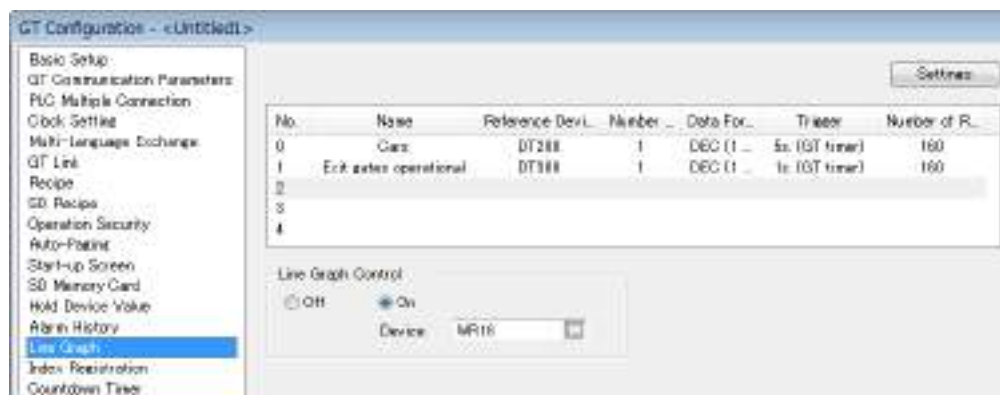 GT Configuration - <Untitled1>
Basic Setup
GT Communication Parameters
PLC Multiple Connection
Clock Setting
Multi-Language Exchange
GT Link
Recipe
SD Recipe
Operation Security
Auto-Paging
Start-up Screen
SD Memory Card
Hold Device Value
Alarm History
Line Graph
Index Registration
Countdown Timer
Settings
No. Name Reference Devi... Number ... Data For... Trigger Number of R...
0 Cars 1 DEC (1 ... 5s. (GT timer) 160
1 Exit gates operational 1 DEC (1 ... 1s. (GT timer) 160
2
3
4
Line Graph Control
Off On
Device